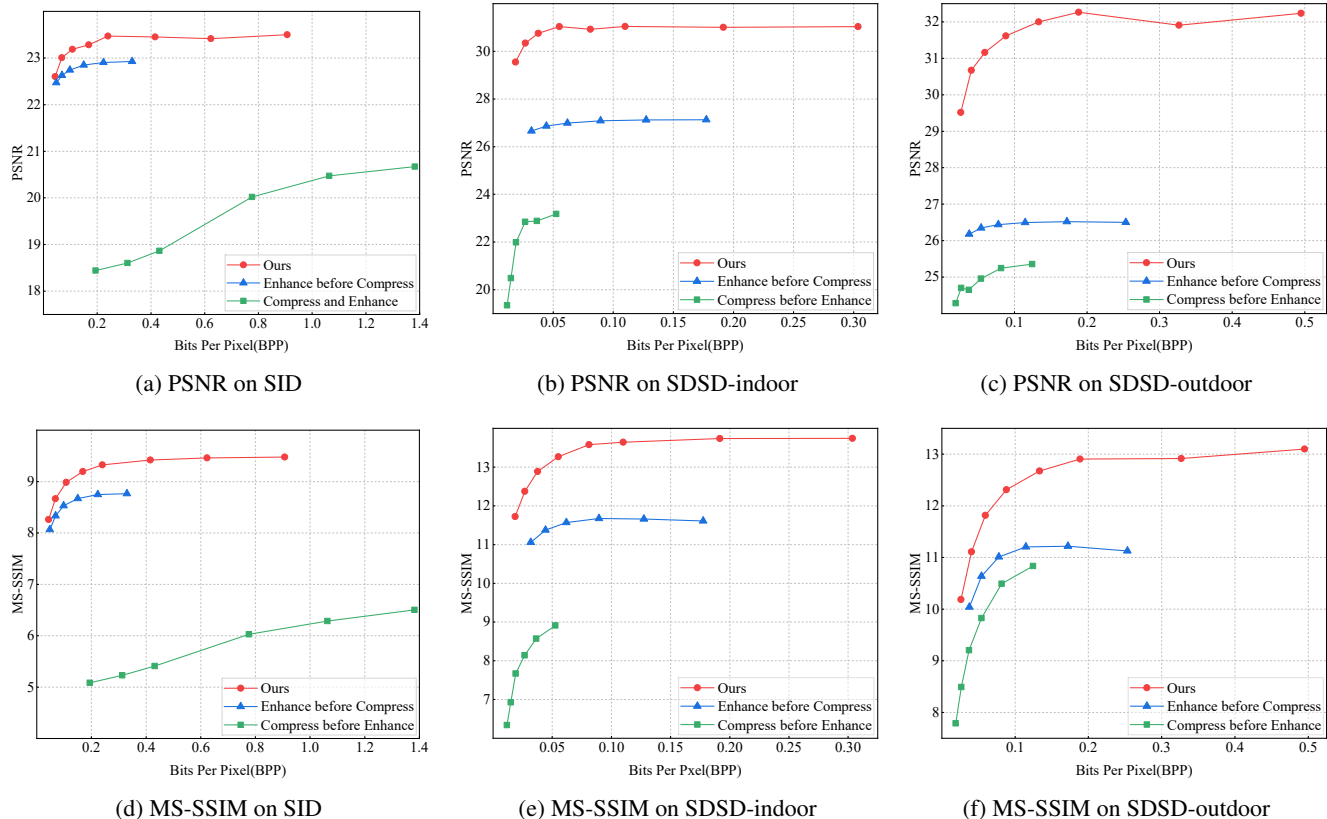 23
22
21
20
19
18
PSNR
0.2 0.4 0.6 0.8 1.0 1.2 1.4
Bits Per Pixel(BPP)
Ours
Enhance before Compress
Compress and Enhance
(a) PSNR on SID
30
28
26
24
22
20
PSNR
0.05 0.10 0.15 0.20 0.25 0.30
Bits Per Pixel(BPP)
Ours
Enhance before Compress
Compress before Enhance
(b) PSNR on SDSD-indoor
32
31
30
29
28
27
26
25
PSNR
0.1 0.2 0.3 0.4 0.5
Bits Per Pixel(BPP)
Ours
Enhance before Compress
Compress before Enhance
(c) PSNR on SDSD-outdoor
9
8
7
6
5
MS-SSIM
0.2 0.4 0.6 0.8 1.0 1.2 1.4
Bits Per Pixel(BPP)
Ours
Enhance before Compress
Compress before Enhance
(d) MS-SSIM on SID
13
12
11
10
9
8
7
MS-SSIM
0.05 0.10 0.15 0.20 0.25 0.30
Bits Per Pixel(BPP)
Ours
Enhance before Compress
Compress before Enhance
(e) MS-SSIM on SDSD-indoor
13
12
11
10
9
8
MS-SSIM
0.1 0.2 0.3 0.4 0.5
Bits Per Pixel(BPP)
Ours
Enhance before Compress
Compress before Enhance
(f) MS-SSIM on SDSD-outdoor